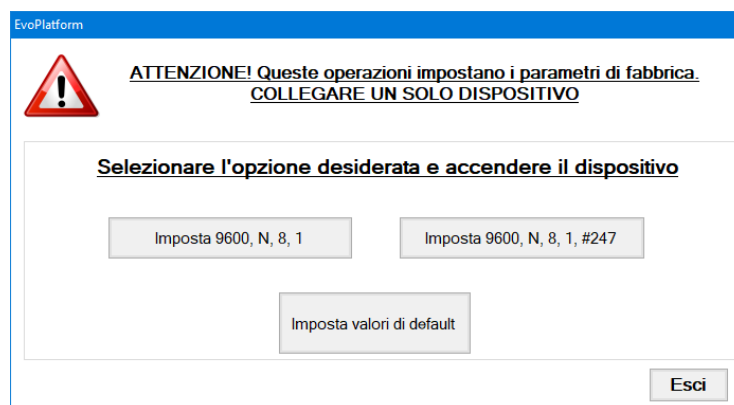 EvoPlatform
ATTENZIONE! Queste operazioni impostano i parametri di fabbrica.
COLLEGARE UN SOLO DISPOSITIVO
Selezionare l'opzione desiderata e accendere il dispositivo
Imposta 9600, N, 8, 1
Imposta 9600, N, 8, 1, #247
Imposta valori di default
Esci